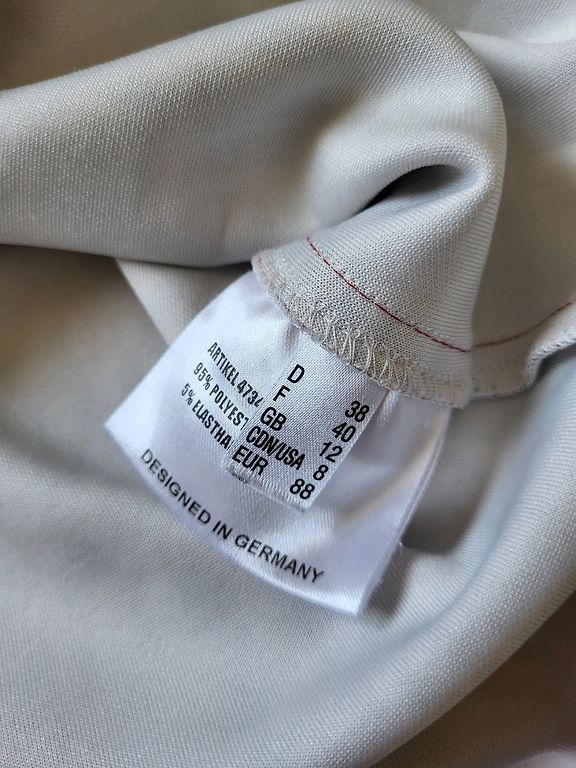 ARTIKEL 4734
95% POLYEST
5% ELASTHA
D 38
F 40
GB 12
CDN/USA 8
EUR 88
DESIGNED IN GERMANY